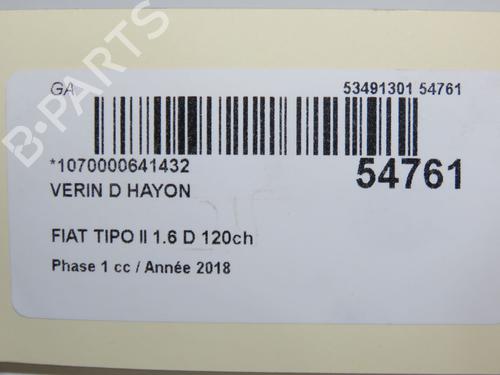 GA
53491301 54761
*1070000641432
54761
VERIN D HAYON
FIAT TIPO II 1.6 D 120ch
Phase 1 cc / Année 2018
B-PARTS